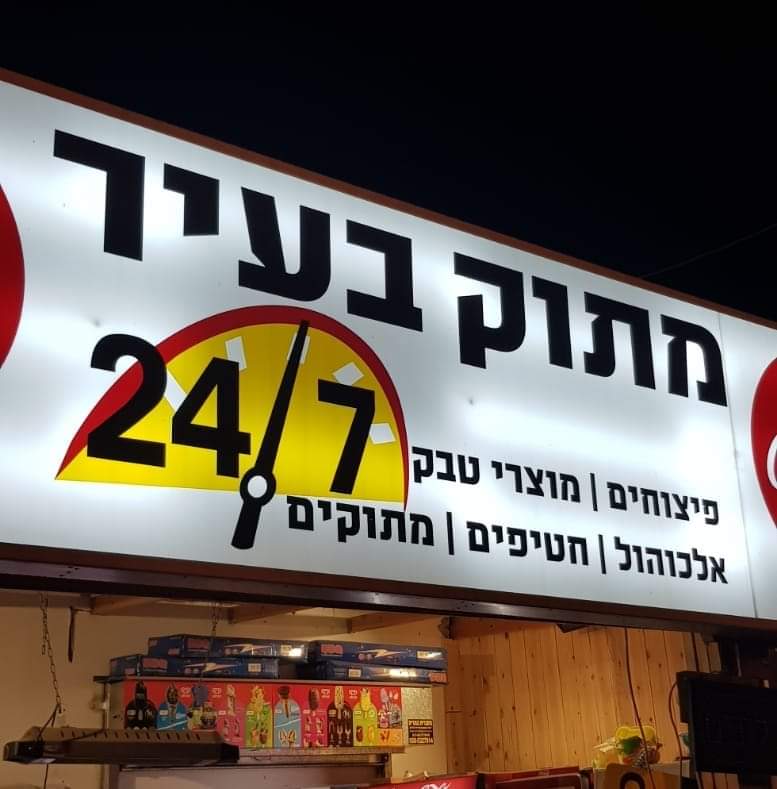 מתוק בעיר
24/7
פיצוחים | מוצרי טבק
אלכוהול | חטיפים | מתוקים